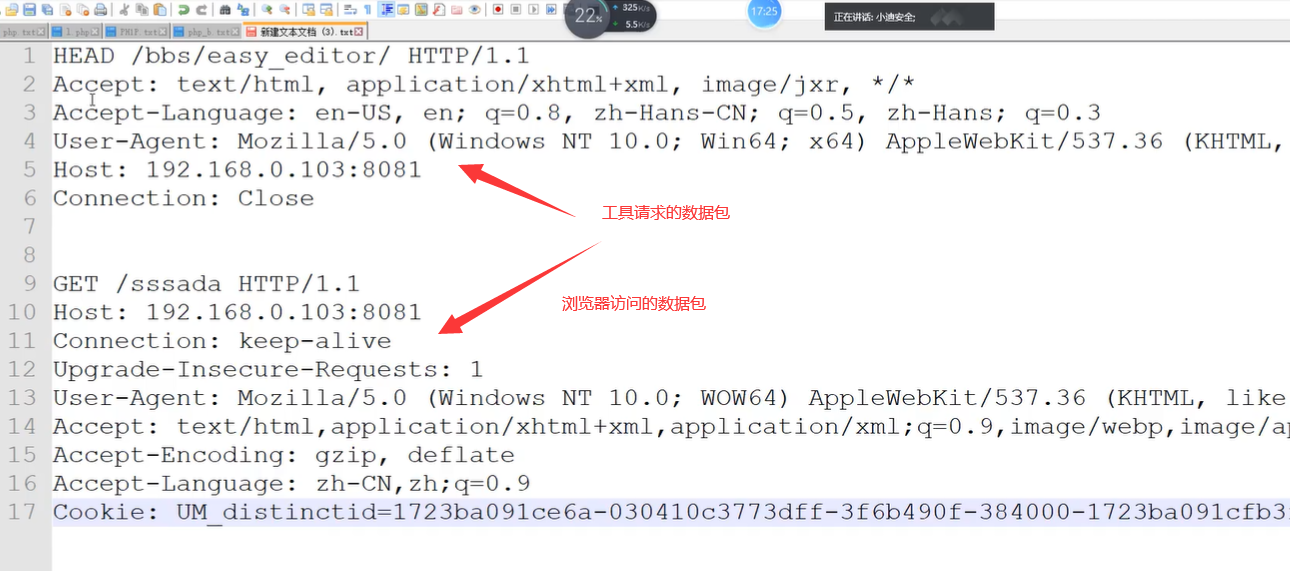 22%
325K/s
5.5K/s
17:25
正在讲话: 小迪安全;
php.txt
1.php
PHIP.txt
php_b.txt
新建文本文档 (3).txt
1 HEAD /bbs/easy_editor/ HTTP/1.1
2 Accept: text/html, application/xhtml+xml, image/jxr, */*
3 Accept-Language: en-US, en; q=0.8, zh-Hans-CN; q=0.5, zh-Hans; q=0.3
4 User-Agent: Mozilla/5.0 (Windows NT 10.0; Win64; x64) AppleWebKit/537.36 (KHTML,
5 Host: 192.168.0.103:8081
6 Connection: Close
工具请求的数据包
7
8
9 GET /sssada HTTP/1.1
浏览器访问的数据包
10 Host: 192.168.0.103:8081
11 Connection: keep-alive
12 Upgrade-Insecure-Requests: 1
13 User-Agent: Mozilla/5.0 (Windows NT 10.0; WOW64) AppleWebKit/537.36 (KHTML, like
14 Accept: text/html,application/xhtml+xml,application/xml;q=0.9,image/webp,image/ap
15 Accept-Encoding: gzip, deflate
16 Accept-Language: zh-CN,zh;q=0.9
17 Cookie: UM_distinctid=1723ba091ce6a-030410c3773dff-3f6b490f-384000-1723ba091cfb3